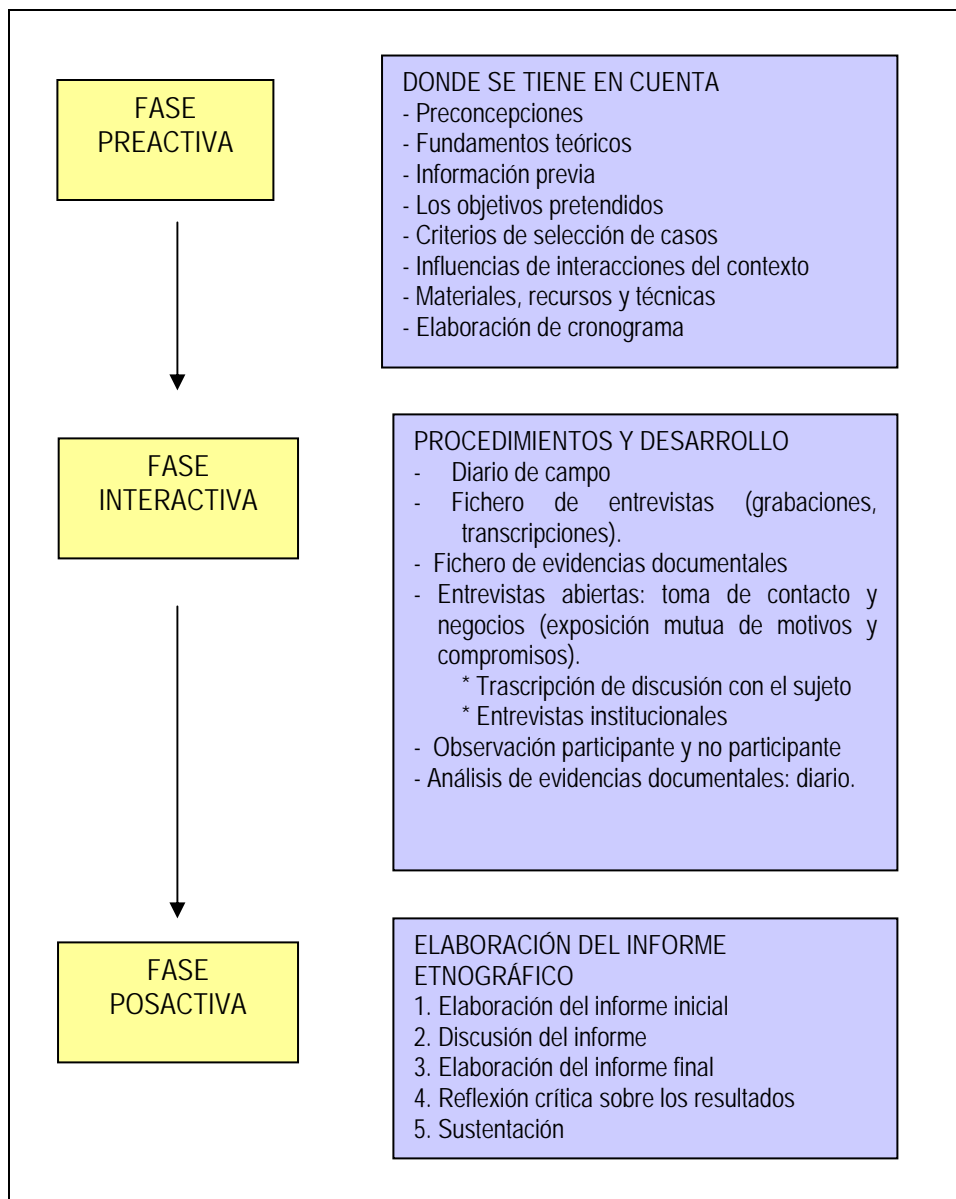 FASE
PREACTIVA
DONDE SE TIENE EN CUENTA
- Preconcepciones
- Fundamentos teóricos
- Información previa
- Los objetivos pretendidos
- Criterios de selección de casos
- Influencias de interacciones del contexto
- Materiales, recursos y técnicas
- Elaboración de cronograma
FASE
INTERACTIVA
PROCEDIMIENTOS Y DESARROLLO
- Diario de campo
- Fichero de entrevistas (grabaciones,
transcripciones).
- Fichero de evidencias documentales
- Entrevistas abiertas: toma de contacto y
negocios (exposición mutua de motivos y
compromisos).
* Trascripción de discusión con el sujeto
* Entrevistas institucionales
- Observación participante y no participante
- Análisis de evidencias documentales: diario.
FASE
POSACTIVA
ELABORACIÓN DEL INFORME
ETNOGRÁFICO
1. Elaboración del informe inicial
2. Discusión del informe
3. Elaboración del informe final
4. Reflexión crítica sobre los resultados
5. Sustentación